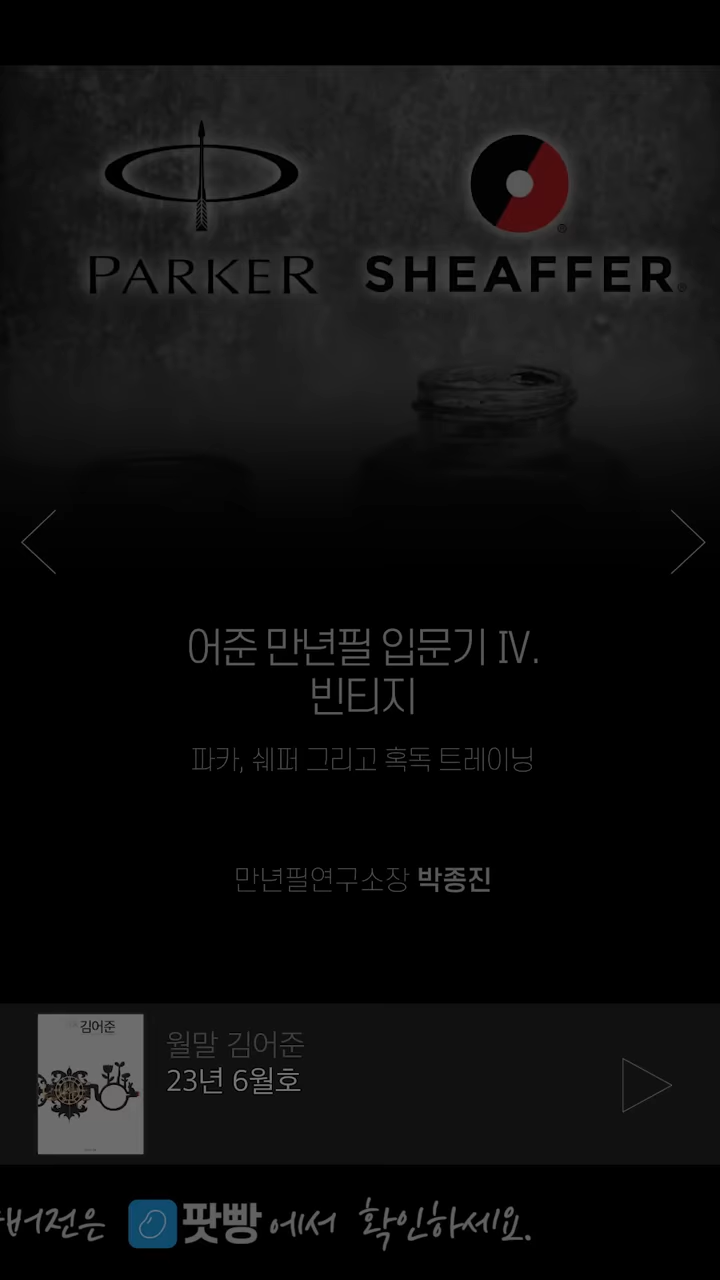 PARKER
SHEAFFER®
어준 만년필 입문기 IV.
빈티지
파카, 쉐퍼 그리고 혹독 트레이닝
만년필연구소장 박종진
김어준
월말 김어준
23년 6월호
버전은 팟빵에서 확인하세요.